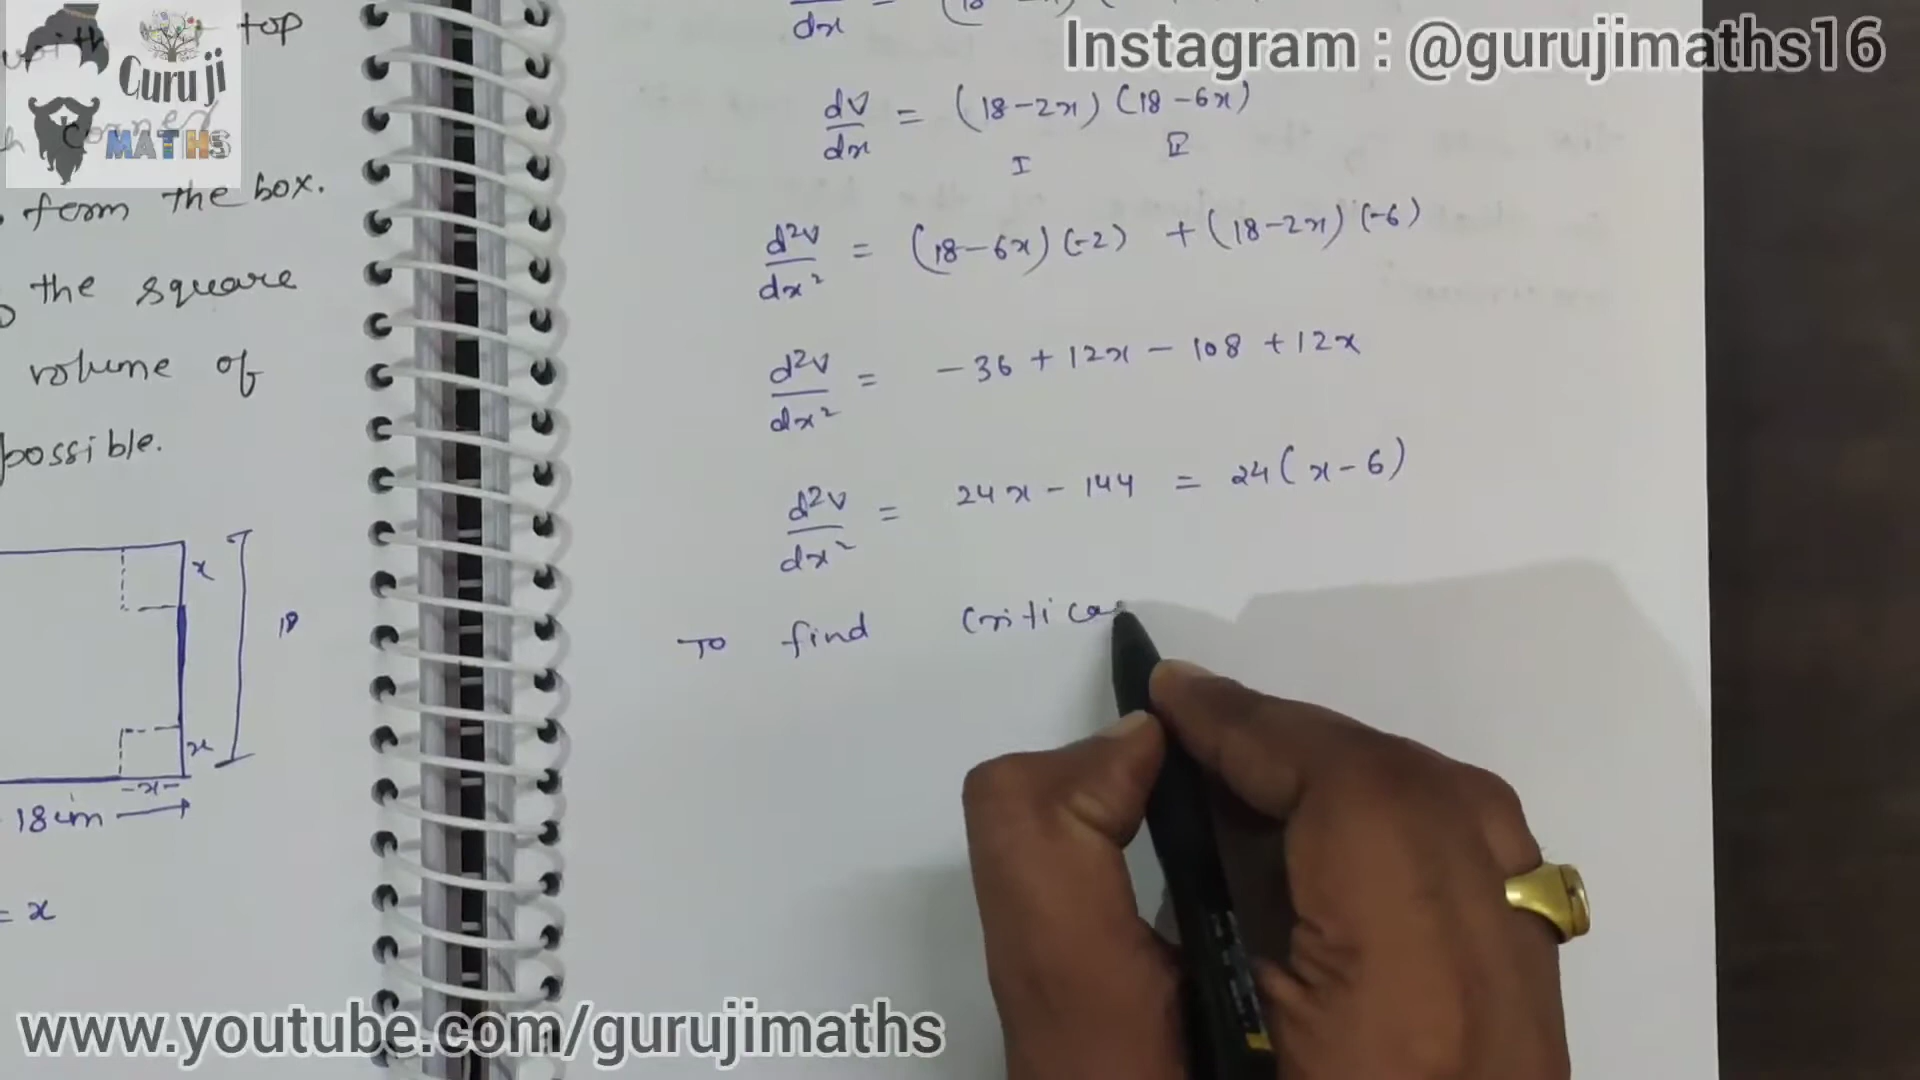 Instagram : @gurujimaths16
Guru ji
MATHS
top
form the box.
the square
volume of
possible.
x
18
x
-x-
18 cm
= x
dx
dV/dx = (18-2x) (18-6x)
I II
d²V/dx² = (18-6x) (-2) + (18-2x) (-6)
d²V/dx² = -36 + 12x - 108 + 12x
d²V/dx² = 24x - 144 = 24(x-6)
To find critica
www.youtube.com/gurujimaths